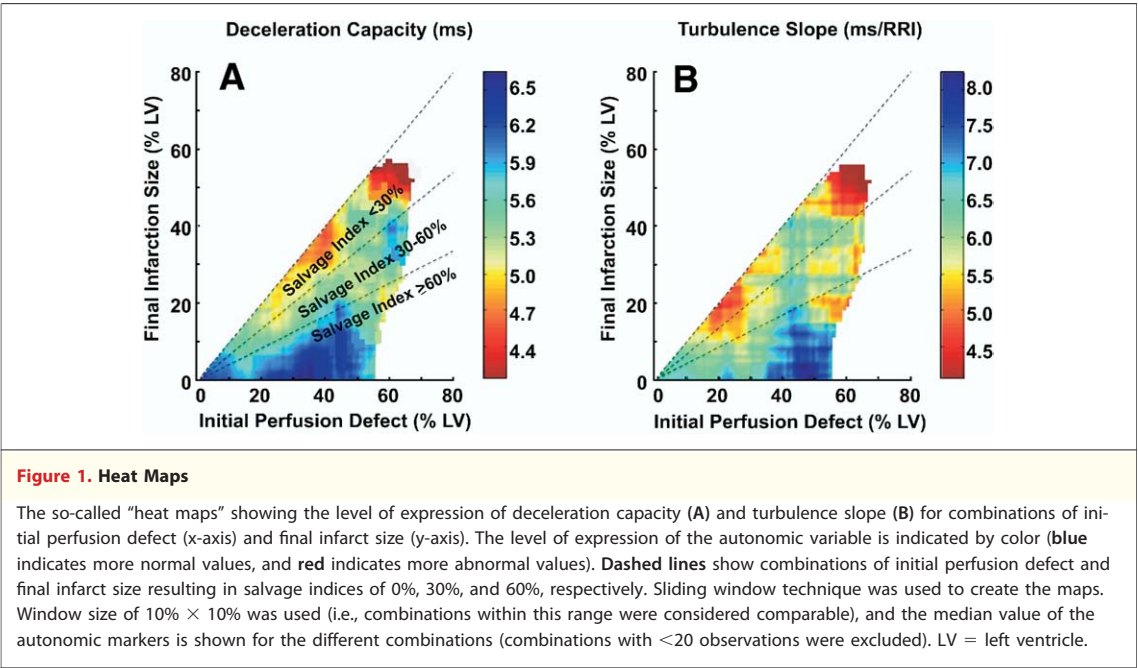 Deceleration Capacity (ms)
Turbulence Slope (ms/RRI)
A
Final Infarction Size (% LV)
80
60
40
20
0
0
20
40
60
80
Initial Perfusion Defect (% LV)
Salvage Index <30%
Salvage Index 30-60%
Salvage Index ≥60%
6.5
6.2
5.9
5.6
5.3
5.0
4.7
4.4
B
Final Infarction Size (% LV)
80
60
40
20
0
0
20
40
60
80
Initial Perfusion Defect (% LV)
8.0
7.5
7.0
6.5
6.0
5.5
5.0
4.5
Figure 1. Heat Maps
The so-called “heat maps” showing the level of expression of deceleration capacity (A) and turbulence slope (B) for combinations of ini-
tial perfusion defect (x-axis) and final infarct size (y-axis). The level of expression of the autonomic variable is indicated by color (blue
indicates more normal values, and red indicates more abnormal values). Dashed lines show combinations of initial perfusion defect and
final infarct size resulting in salvage indices of 0%, 30%, and 60%, respectively. Sliding window technique was used to create the maps.
Window size of 10% × 10% was used (i.e., combinations within this range were considered comparable), and the median value of the
autonomic markers is shown for the different combinations (combinations with <20 observations were excluded). LV = left ventricle.